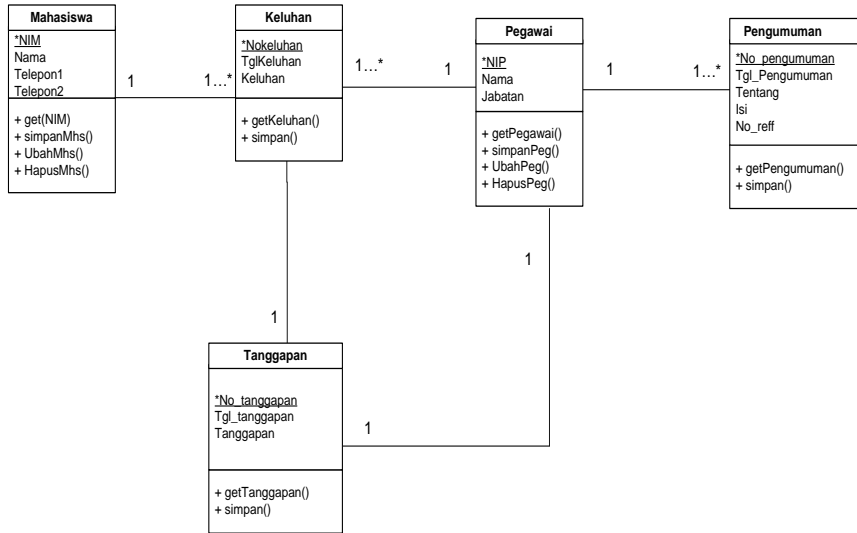 Mahasiswa
*NIM
Nama
Telepon1
Telepon2
+ get(NIM)
+ simpanMhs()
+ UbahMhs()
+ HapusMhs()
1
1...*
Keluhan
*Nokeluhan
TglKeluhan
Keluhan
+ getKeluhan()
+ simpan()
1...*
1
Pegawai
*NIP
Nama
Jabatan
+ getPegawai()
+ simpanPeg()
+ UbahPeg()
+ HapusPeg()
1
1...*
Pengumuman
*No_pengumuman
Tgl_Pengumuman
Tentang
Isi
No_reff
+ getPengumuman()
+ simpan()
1
1
Tanggapan
*No_tanggapan
Tgl_tanggapan
Tanggapan
+ getTanggapan()
+ simpan()
1